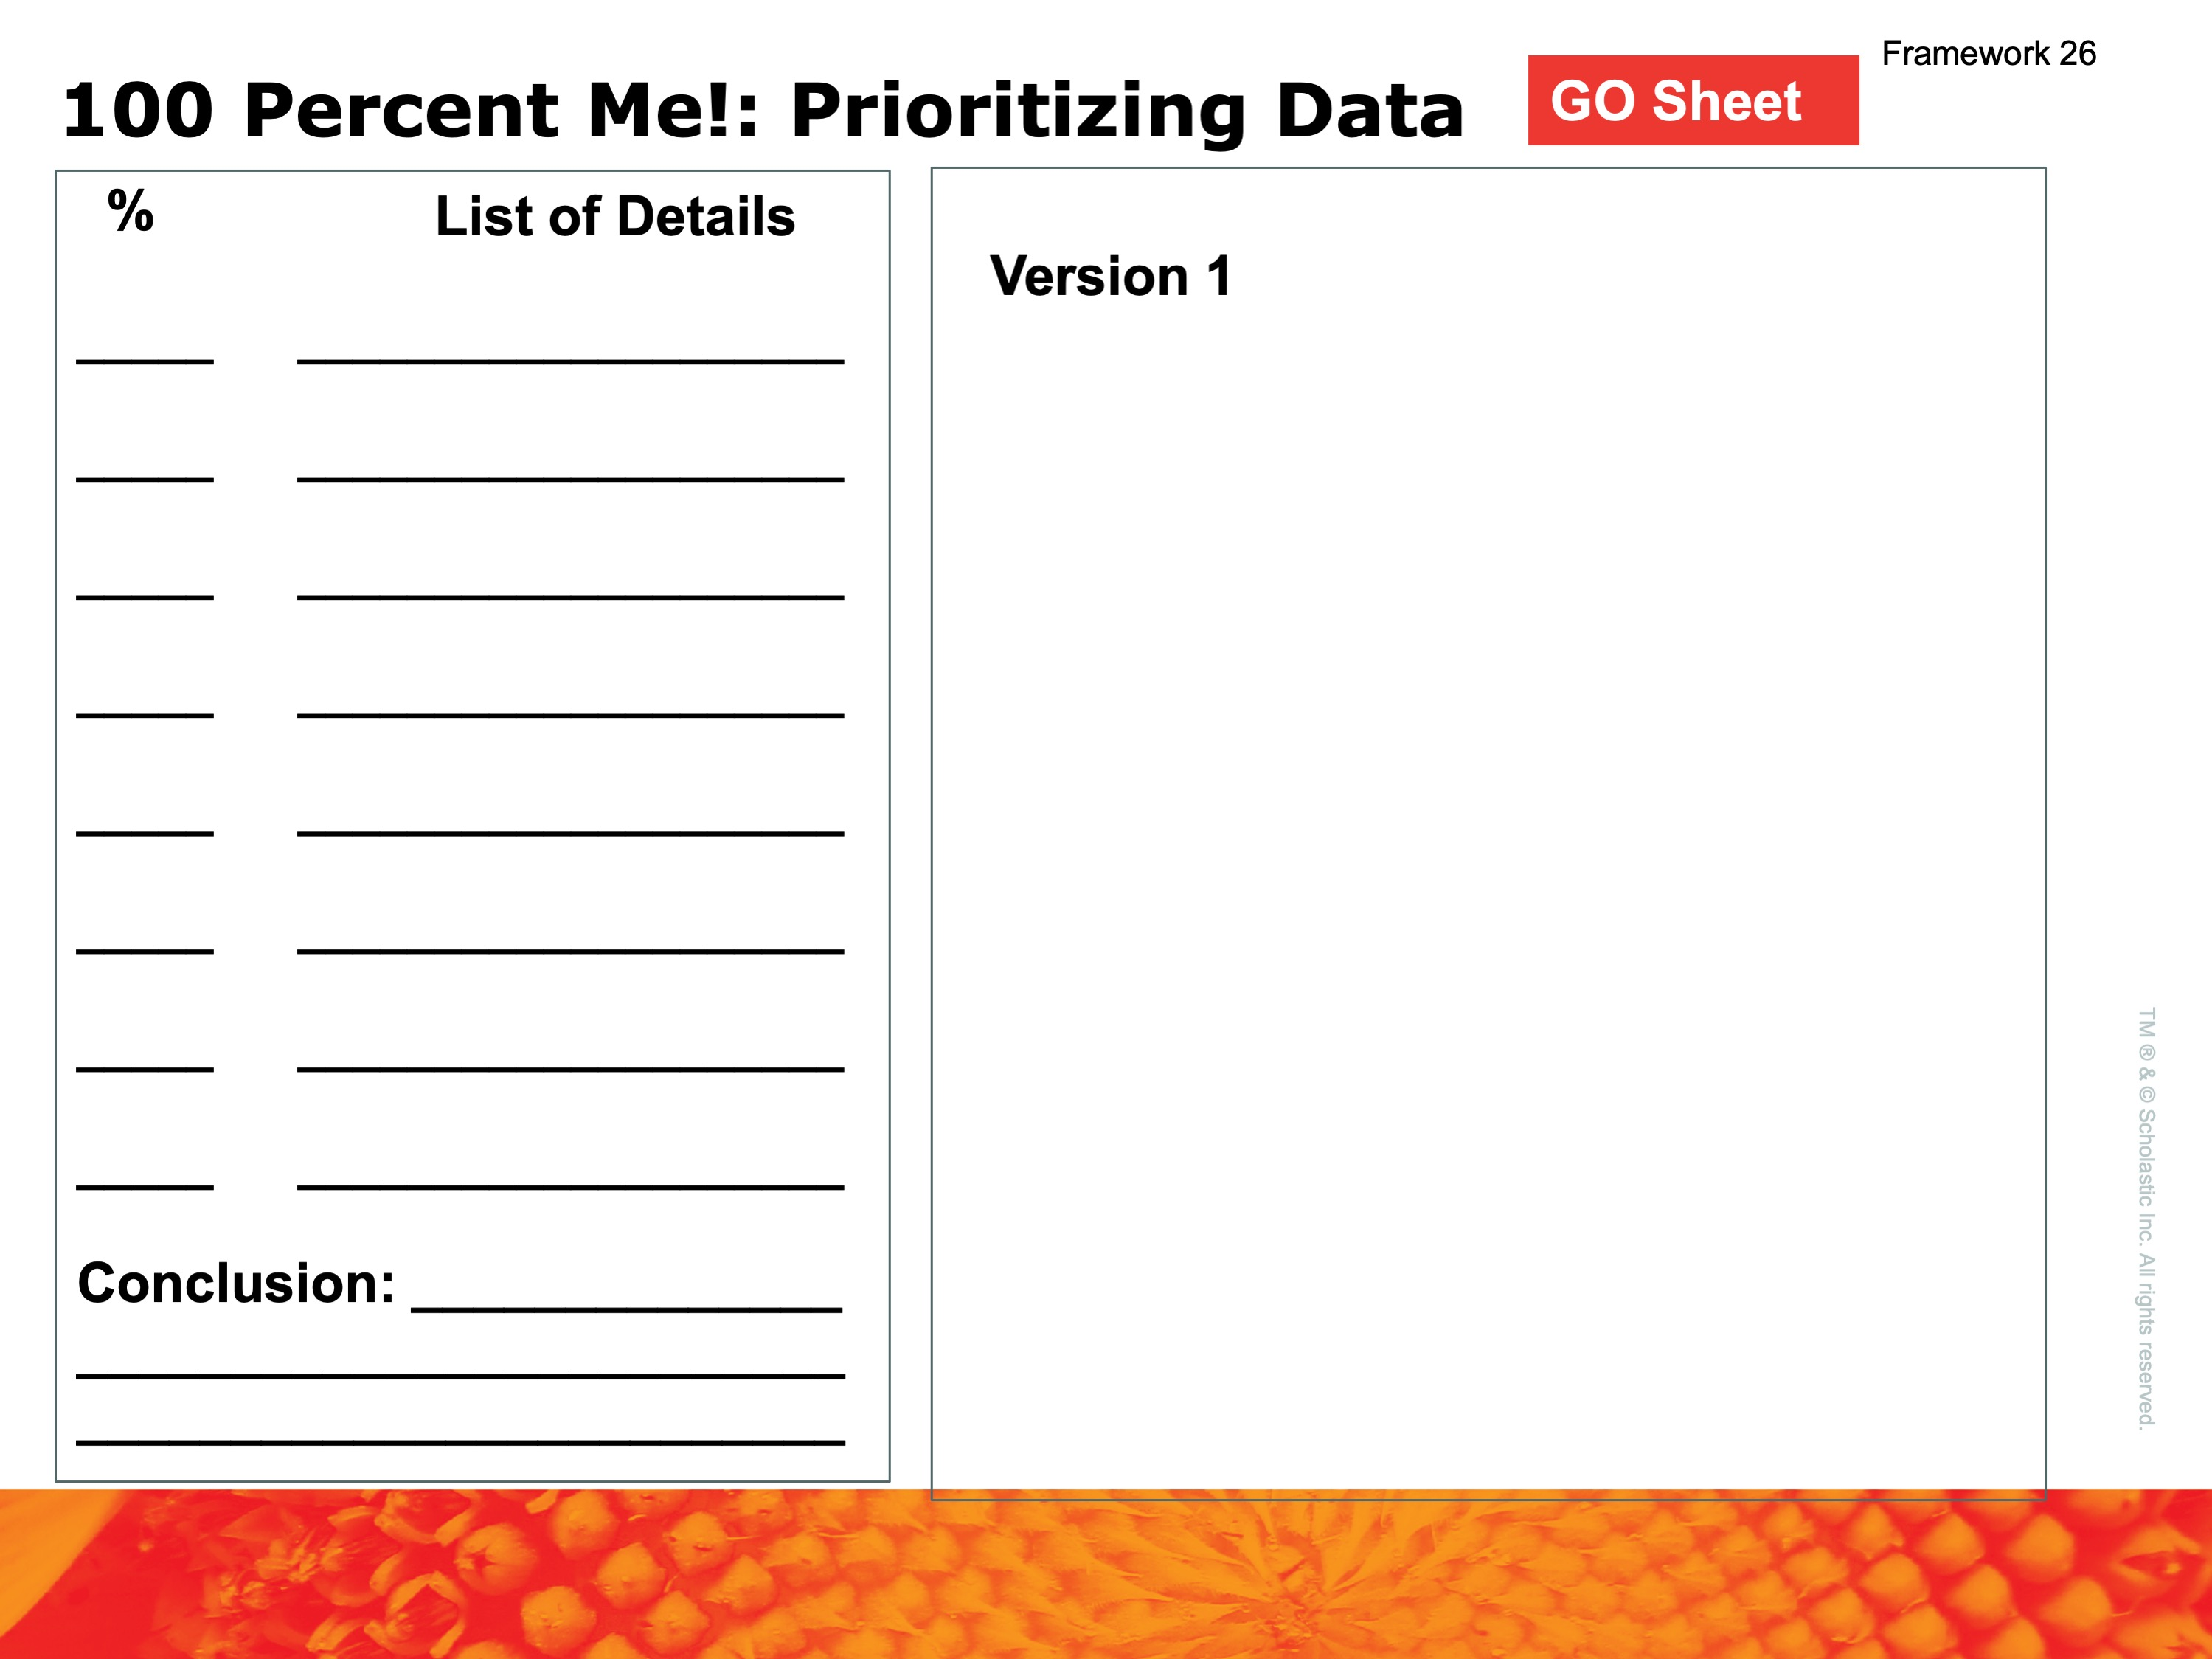 Framework 26
100 Percent Me!: Prioritizing Data
GO Sheet
% List of Details
Conclusion:
Version 1
TM ® & © Scholastic Inc. All rights reserved.